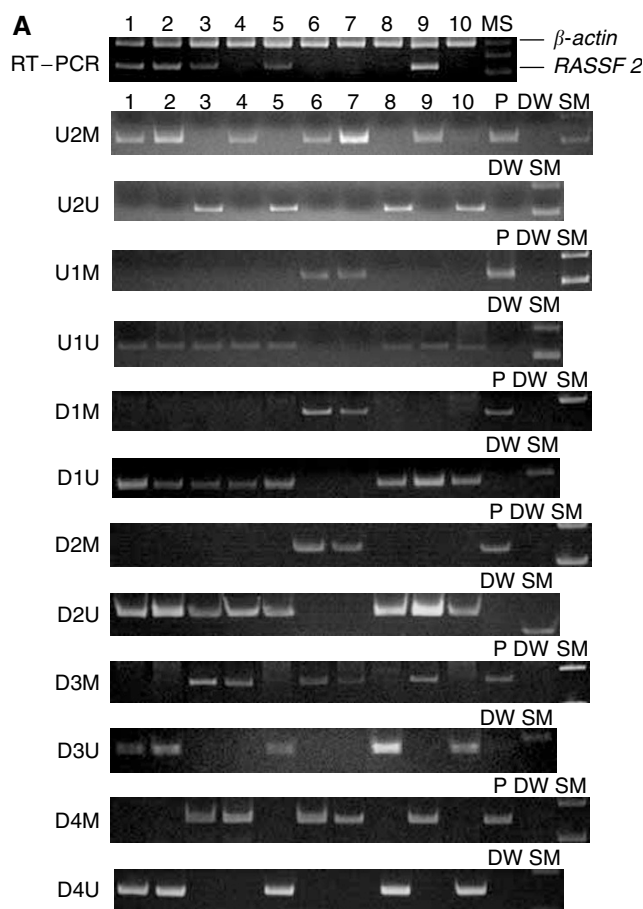 A
1 2 3 4 5 6 7 8 9 10 MS
RT–PCR
β-actin
RASSF 2
1 2 3 4 5 6 7 8 9 10 P DW SM
U2M
DW SM
U2U
P DW SM
U1M
DW SM
U1U
P DW SM
D1M
DW SM
D1U
P DW SM
D2M
DW SM
D2U
P DW SM
D3M
DW SM
D3U
P DW SM
D4M
DW SM
D4U